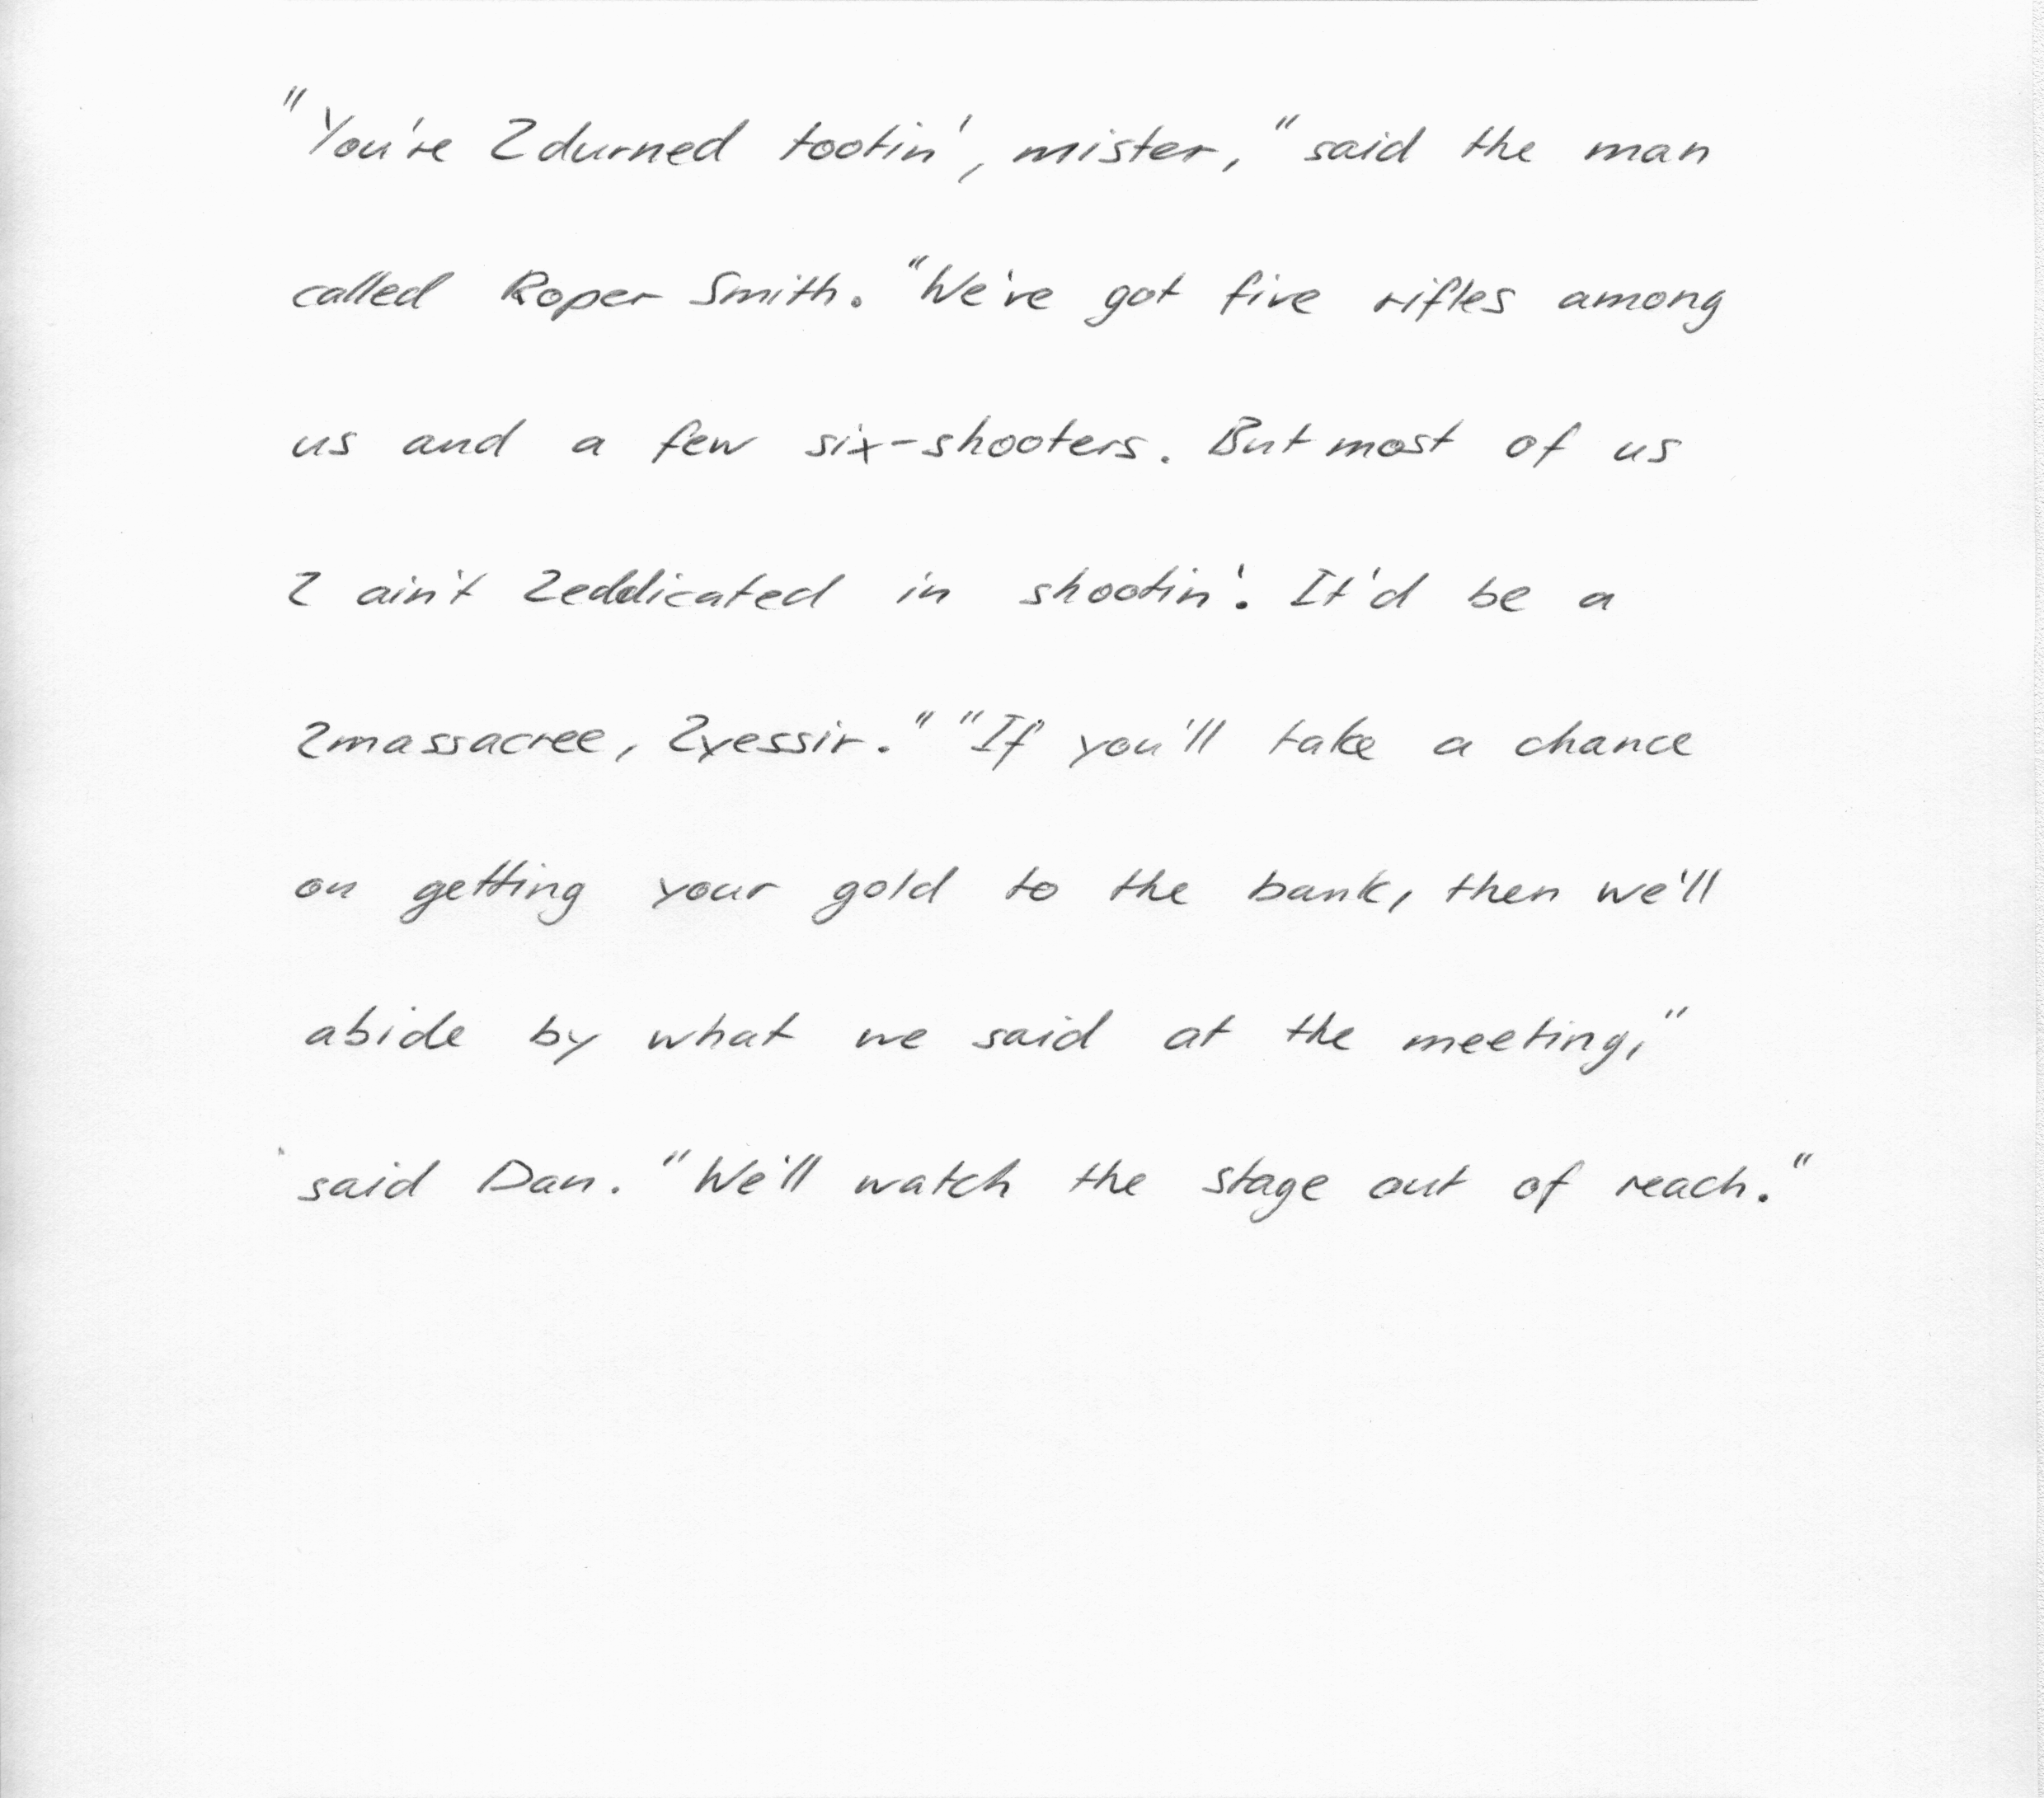 "You're 2durned tootin', mister," said the man
called Roper Smith. "We've got five rifles among
us and a few six-shooters. But most of us
2 ain't 2eddicated in shootin'. It'd be a
2massacree, 2yessir." "If you'll take a chance
on getting your gold to the bank, then we'll
abide by what we said at the meeting,"
said Dan. "We'll watch the stage out of reach."